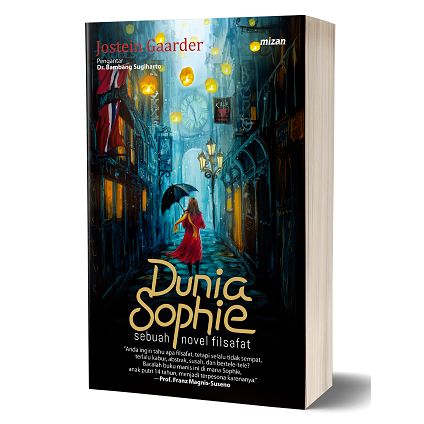 Jostein Gaarder
mizan
Pengantar
Dr. Bambang Sugiharto
Dunia
Sophie
sebuah novel filsafat
"Anda ingin tahu apa filsafat, tetapi selalu tidak sempat,
terlalu kabur, abstrak, susah, dan bertele-tele?
Bacalah buku manis ini di mana Sophie,
anak putri 14 tahun, menjadi terpesona karenanya."
—Prof. Franz Magnis-Suseno